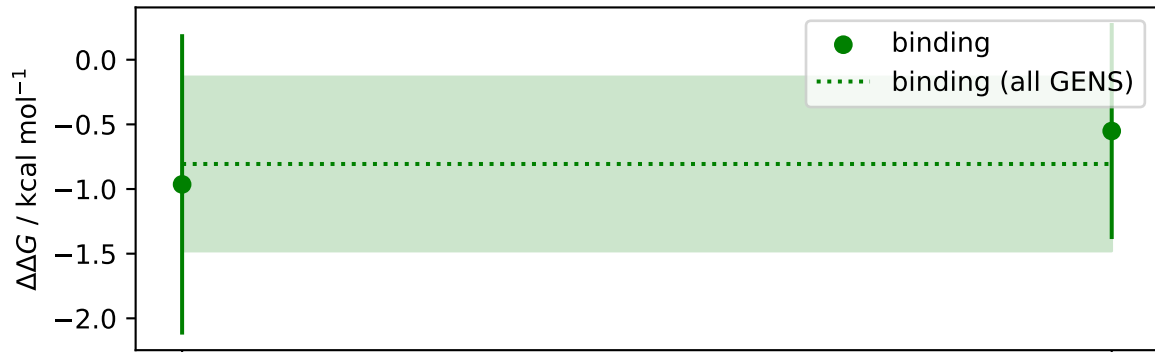 0.0
−0.5
−1.0
−1.5
−2.0
ΔΔG / kcal mol⁻¹
binding
binding (all GENS)